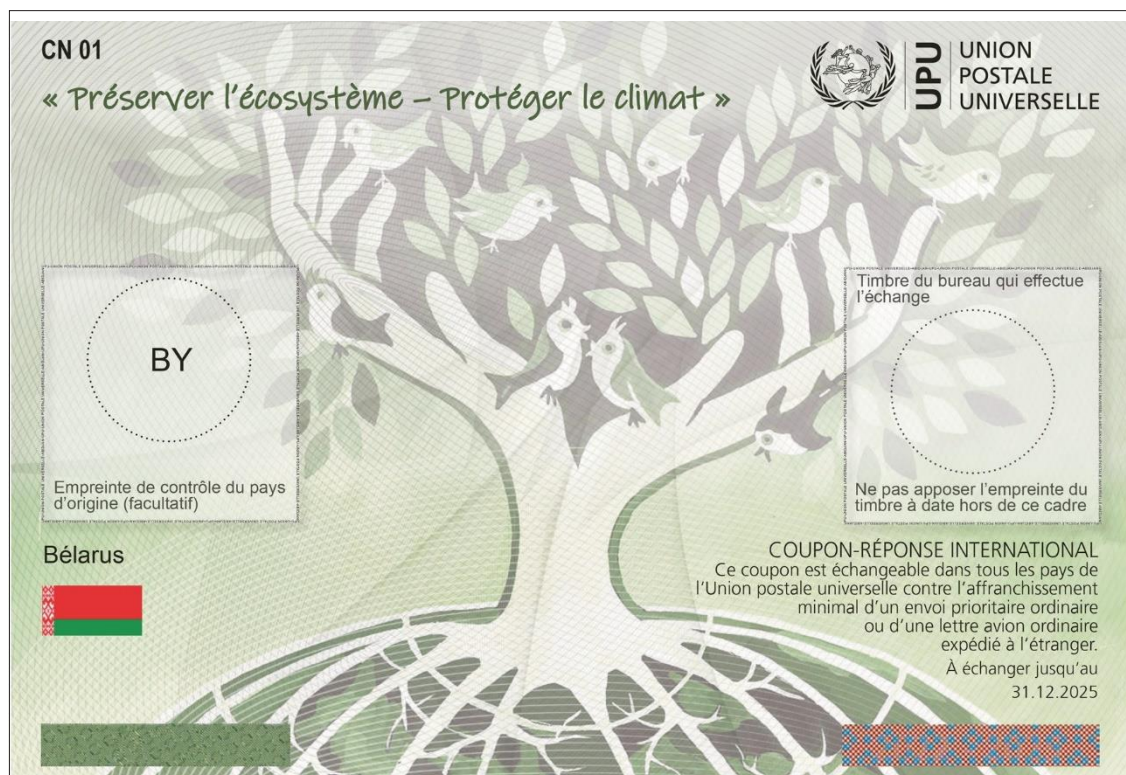 CN 01
« Préserver l'écosystème – Protéger le climat »
UPU
UNION
POSTALE
UNIVERSELLE
BY
Empreinte de contrôle du pays
d'origine (facultatif)
Timbre du bureau qui effectue
l'échange
Ne pas apposer l'empreinte du
timbre à date hors de ce cadre
Bélarus
COUPON-RÉPONSE INTERNATIONAL
Ce coupon est échangeable dans tous les pays de
l'Union postale universelle contre l'affranchissement
minimal d'un envoi prioritaire ordinaire
ou d'une lettre avion ordinaire
expédié à l'étranger.
À échanger jusqu'au
31.12.2025